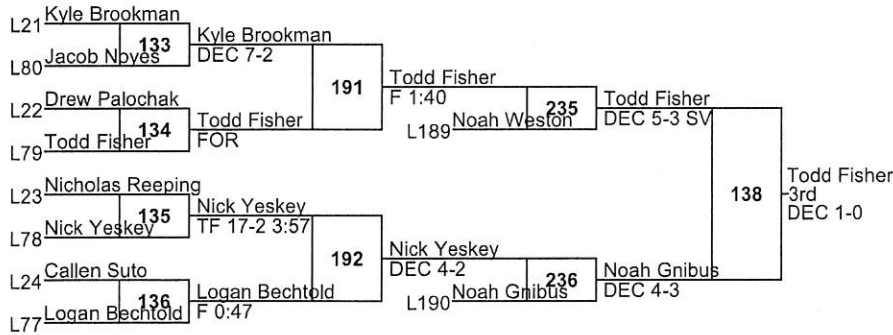 L21 Kyle Brookman
133
L80 Jacob Noyes
Kyle Brookman
DEC 7-2
L22 Drew Palochak
134
L79 Todd Fisher
Todd Fisher
FOR
191
Todd Fisher
F 1:40
L189 Noah Weston
235
Todd Fisher
DEC 5-3 SV
L23 Nicholas Reeping
135
L78 Nick Yeskey
Nick Yeskey
TF 17-2 3:57
L24 Callen Suto
136
L77 Logan Bechtold
Logan Bechtold
F 0:47
192
Nick Yeskey
DEC 4-2
L190 Noah Gnibus
236
Noah Gnibus
DEC 4-3
138
Todd Fisher
3rd
DEC 1-0